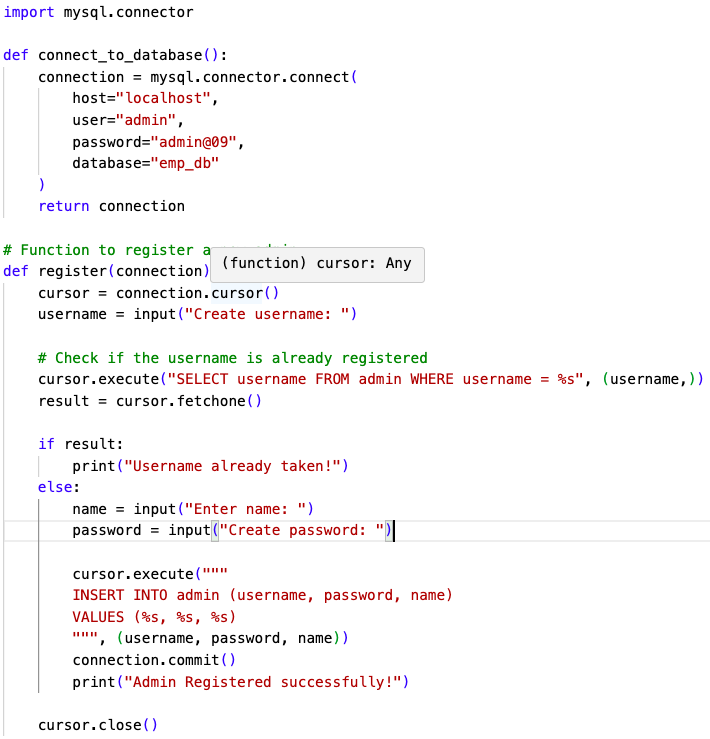 import mysql.connector

def connect_to_database():
    connection = mysql.connector.connect(
        host="localhost",
        user="admin",
        password="admin@09",
        database="emp_db"
    )
    return connection

# Function to register a
(function) cursor: Any
def register(connection)
    cursor = connection.cursor()
    username = input("Create username: ")

    # Check if the username is already registered
    cursor.execute("SELECT username FROM admin WHERE username = %s", (username,))
    result = cursor.fetchone()

    if result:
        print("Username already taken!")
    else:
        name = input("Enter name: ")
        password = input("Create password: ")

        cursor.execute("""
        INSERT INTO admin (username, password, name)
        VALUES (%s, %s, %s)
        """, (username, password, name))
        connection.commit()
        print("Admin Registered successfully!")

    cursor.close()